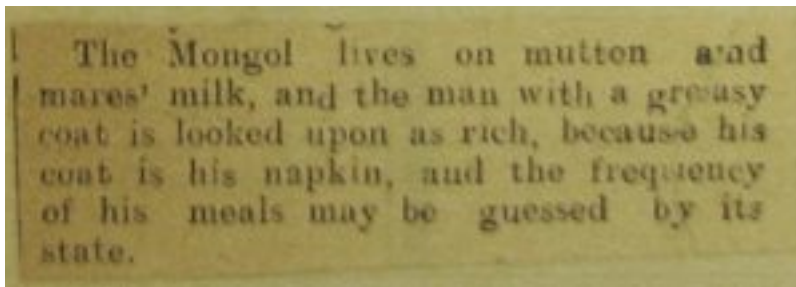 The Mongol lives on mutton and
mares' milk, and the man with a greasy
coat is looked upon as rich, because his
coat is his napkin, and the frequency
of his meals may be guessed by its
state.